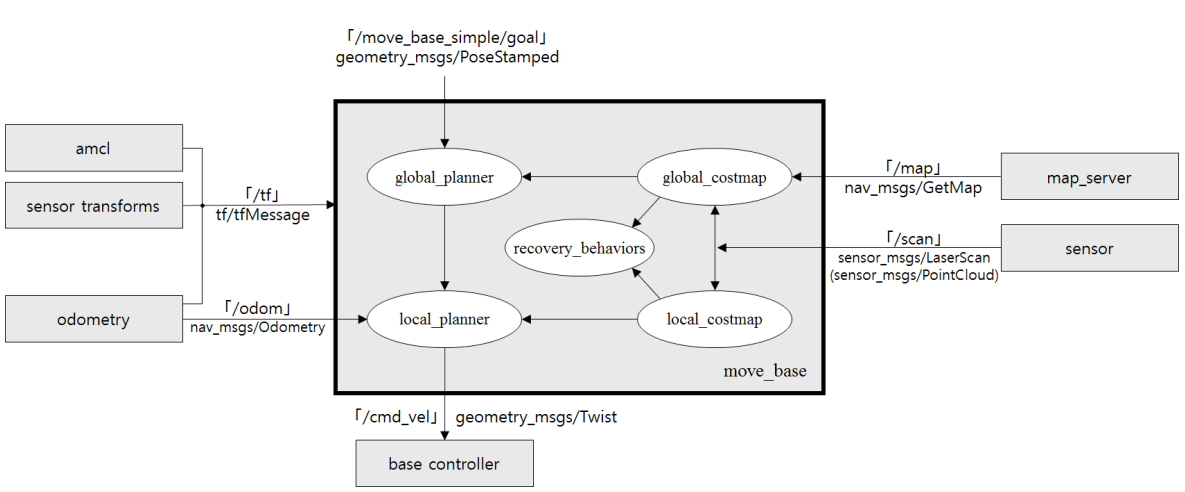 「/move_base_simple/goal」
geometry_msgs/PoseStamped
amcl
sensor transforms
odometry
「/tf」
tf/tfMessage
「/odom」
nav_msgs/Odometry
global_planner
global_costmap
recovery_behaviors
local_planner
local_costmap
move_base
「/map」
nav_msgs/GetMap
map_server
「/scan」
sensor_msgs/LaserScan
(sensor_msgs/PointCloud)
sensor
「/cmd_vel」 geometry_msgs/Twist
base controller